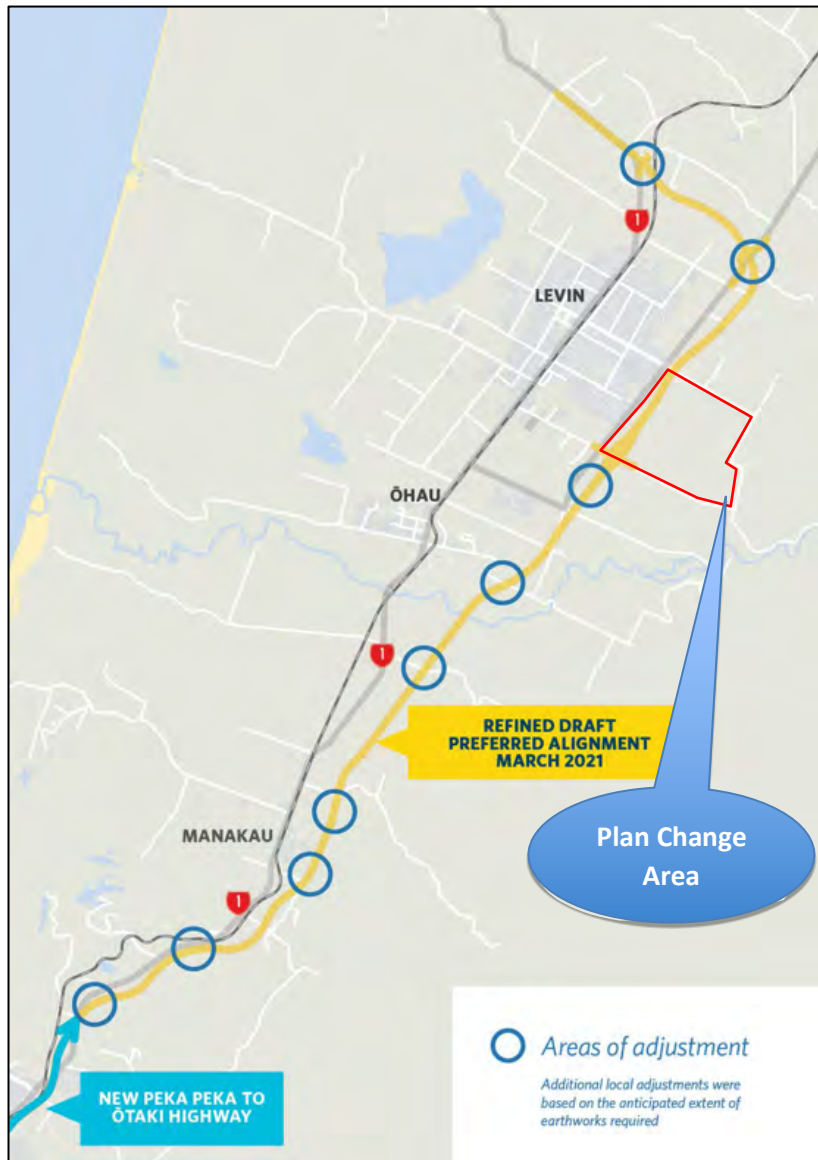 1
LEVIN
ŌHAU
1
REFINED DRAFT
PREFERRED ALIGNMENT
MARCH 2021
MANAKAU
Plan Change
Area
1
Areas of adjustment
Additional local adjustments were
based on the anticipated extent of
earthworks required
NEW PEKA PEKA TO
ŌTAKI HIGHWAY